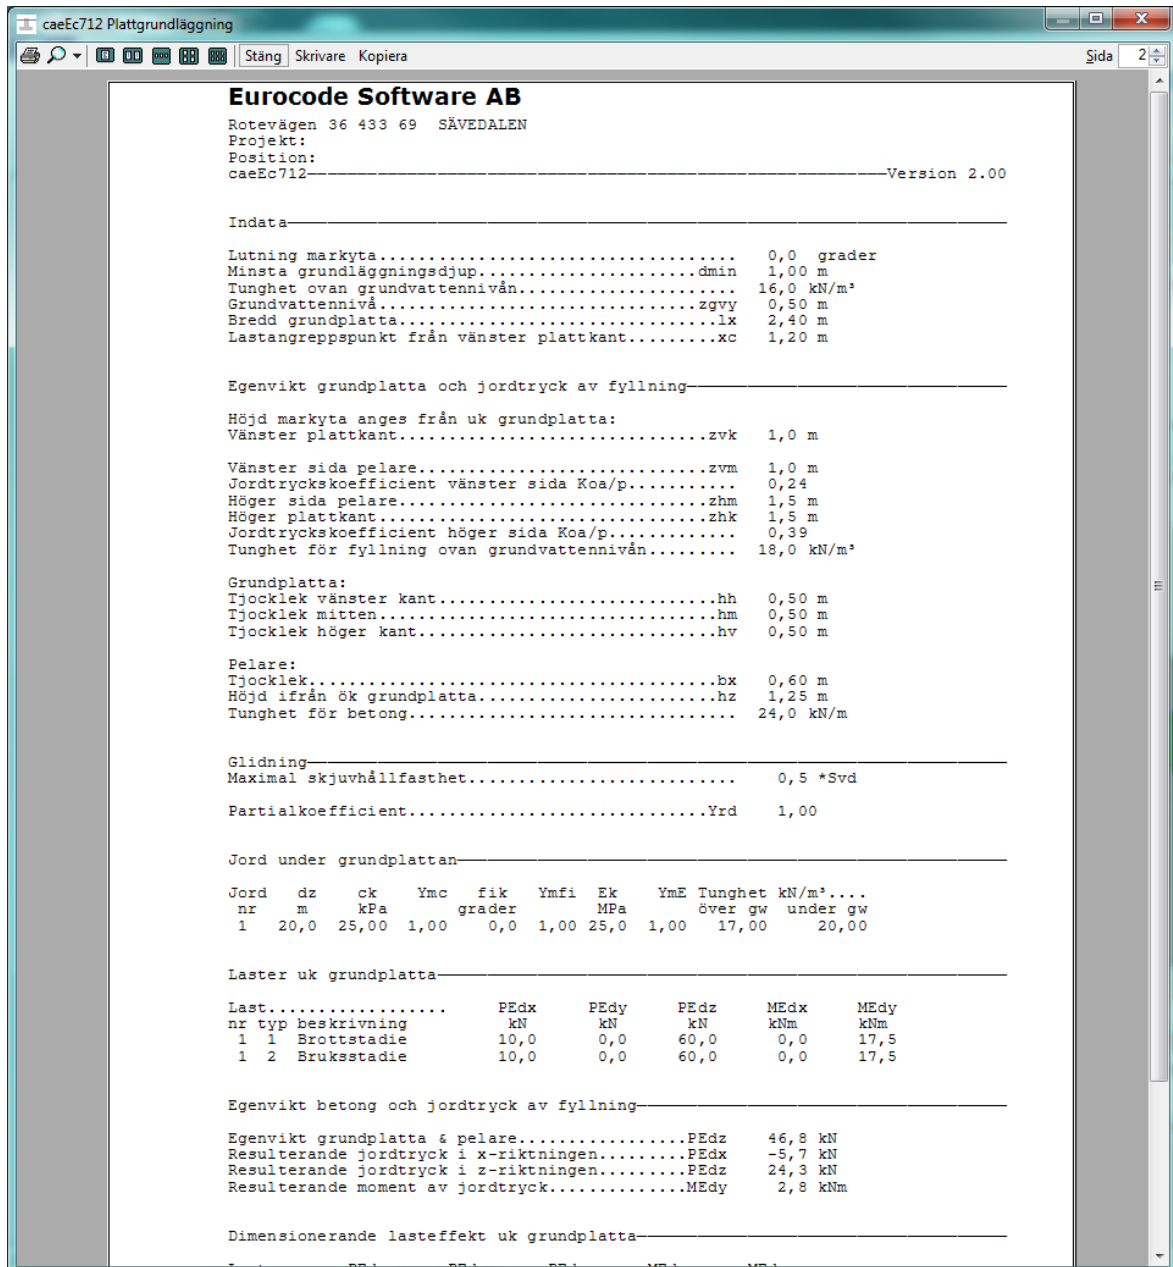 caeEc712 Plattgrundläggning
Stäng Skrivare Kopiera Sida 2
Eurocode Software AB
Rotevägen 36 433 69 SÄVEDALEN
Projekt:
Position:
caeEc712 Version 2.00
Indata
Lutning markyta................................... 0,0 grader
Minsta grundläggningsdjup......................dmin 1,00 m
Tunghet ovan grundvattennivån...................... 16,0 kN/m³
Grundvattennivå................................zgvy 0,50 m
Bredd grundplatta................................lx 2,40 m
Lastangreppspunkt från vänster plattkant.........xc 1,20 m
Egenvikt grundplatta och jordtryck av fyllning
Höjd markyta anges från uk grundplatta:
Vänster plattkant...............................zvk 1,0 m
Vänster sida pelare.............................zvm 1,0 m
Jordtryckskoefficient vänster sida Koa/p........... 0,24
Höger sida pelare...............................zhm 1,5 m
Höger plattkant.................................zhk 1,5 m
Jordtryckskoefficient höger sida Koa/p............. 0,39
Tunghet för fyllning ovan grundvattennivån......... 18,0 kN/m³
Grundplatta:
Tjocklek vänster kant............................hh 0,50 m
Tjocklek mitten..................................hm 0,50 m
Tjocklek höger kant..............................hv 0,50 m
Pelare:
Tjocklek.........................................bx 0,60 m
Höjd ifrån ök grundplatta........................hz 1,25 m
Tunghet för betong................................. 24,0 kN/m
Glidning
Maximal skjuvhållfasthet........................... 0,5 *Svd
Partialkoefficient..............................Yrd 1,00
Jord under grundplattan
Jord dz ck Ymc fik Ymfi Ek YmE Tunghet kN/m³....
nr m kPa grader MPa över gw under gw
1 20,0 25,00 1,00 0,0 1,00 25,0 1,00 17,00 20,00
Laster uk grundplatta
Last.................. PEdx PEdy PEdz MEdx MEdy
nr typ beskrivning kN kN kN kNm kNm
1 1 Brottstadie 10,0 0,0 60,0 0,0 17,5
1 2 Bruksstadie 10,0 0,0 60,0 0,0 17,5
Egenvikt betong och jordtryck av fyllning
Egenvikt grundplatta & pelare.................PEdz 46,8 kN
Resulterande jordtryck i x-riktningen.........PEdx -5,7 kN
Resulterande jordtryck i z-riktningen.........PEdz 24,3 kN
Resulterande moment av jordtryck..............MEdy 2,8 kNm
Dimensionerande lasteffekt uk grundplatta